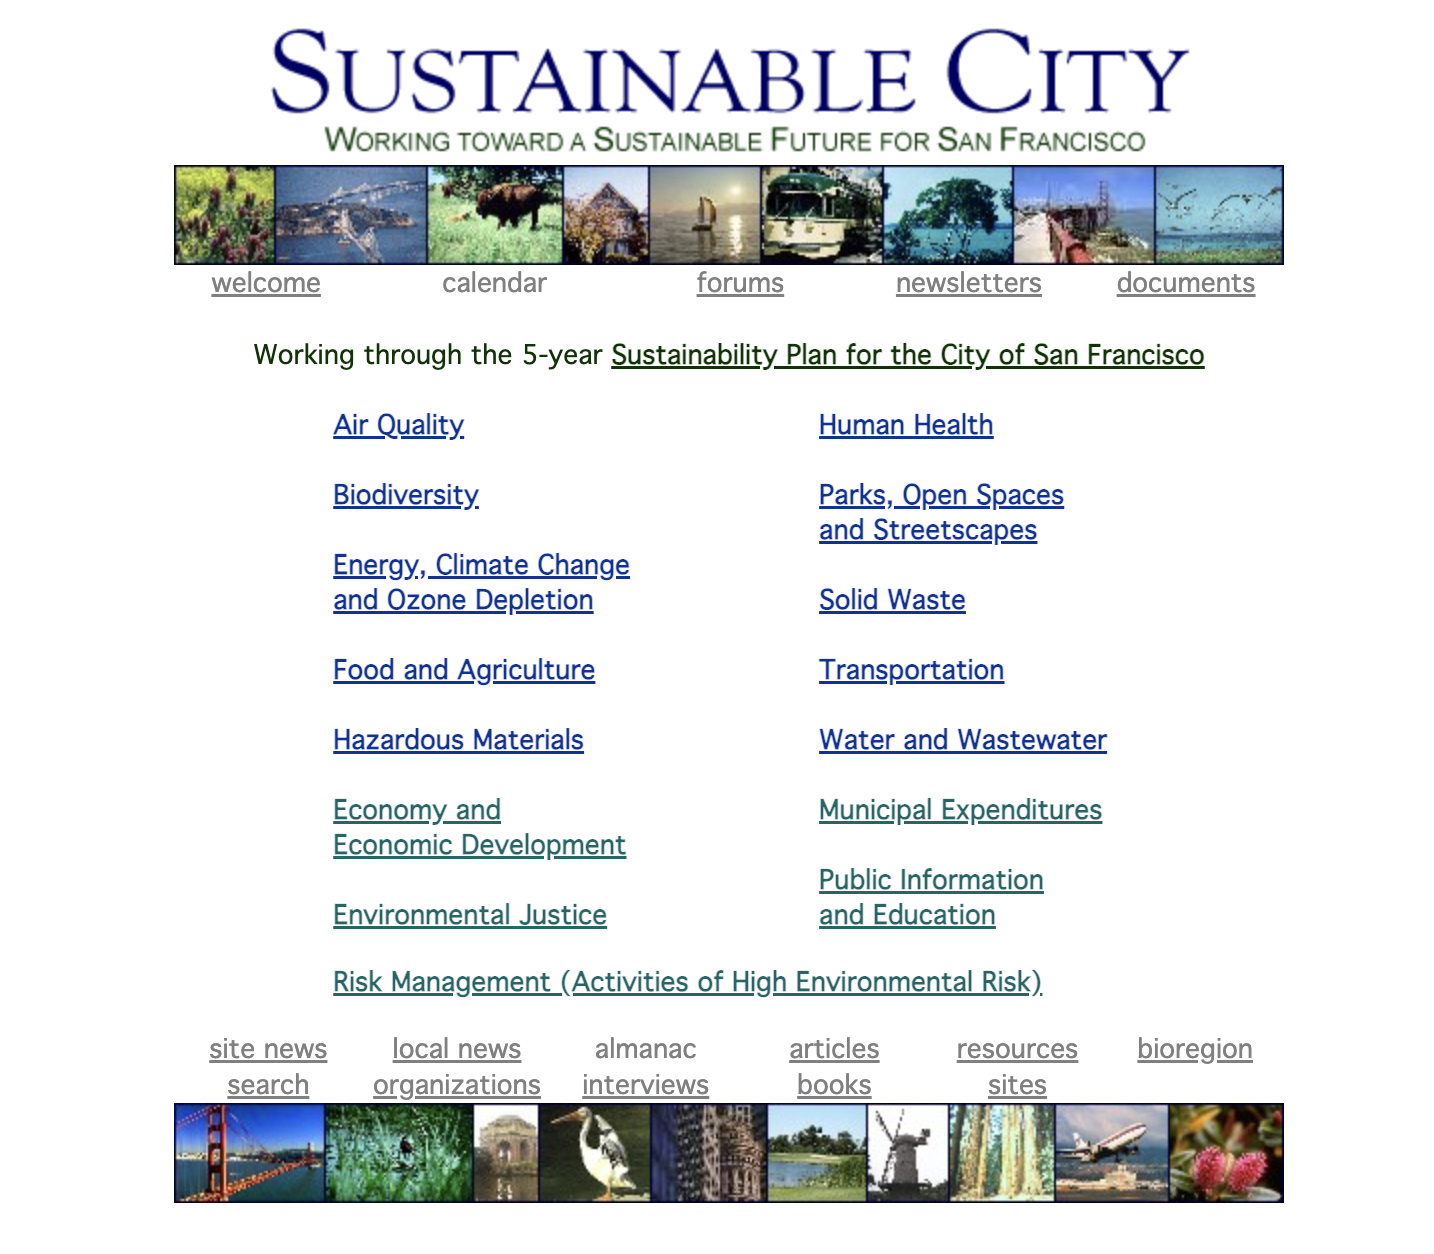 SUSTAINABLE CITY
WORKING TOWARD A SUSTAINABLE FUTURE FOR SAN FRANCISCO
welcome calendar forums newsletters documents
Working through the 5-year Sustainability Plan for the City of San Francisco
Air Quality
Biodiversity
Energy, Climate Change
and Ozone Depletion
Food and Agriculture
Hazardous Materials
Economy and
Economic Development
Environmental Justice
Human Health
Parks, Open Spaces
and Streetscapes
Solid Waste
Transportation
Water and Wastewater
Municipal Expenditures
Public Information
and Education
Risk Management (Activities of High Environmental Risk)
site news local news almanac articles resources bioregion
search organizations interviews books sites